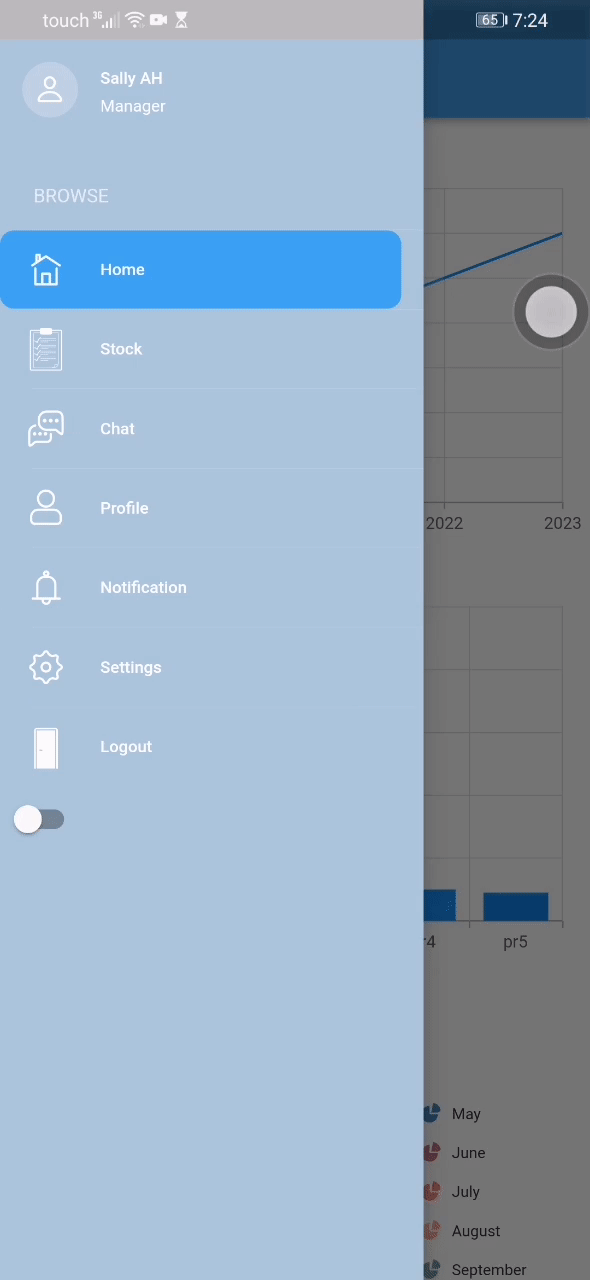 touch 3G 65 7:24
Sally AH
Manager
BROWSE
Home
Stock
Chat
Profile
Notification
Settings
Logout
2022 2023
r4 pr5
May
June
July
August
September